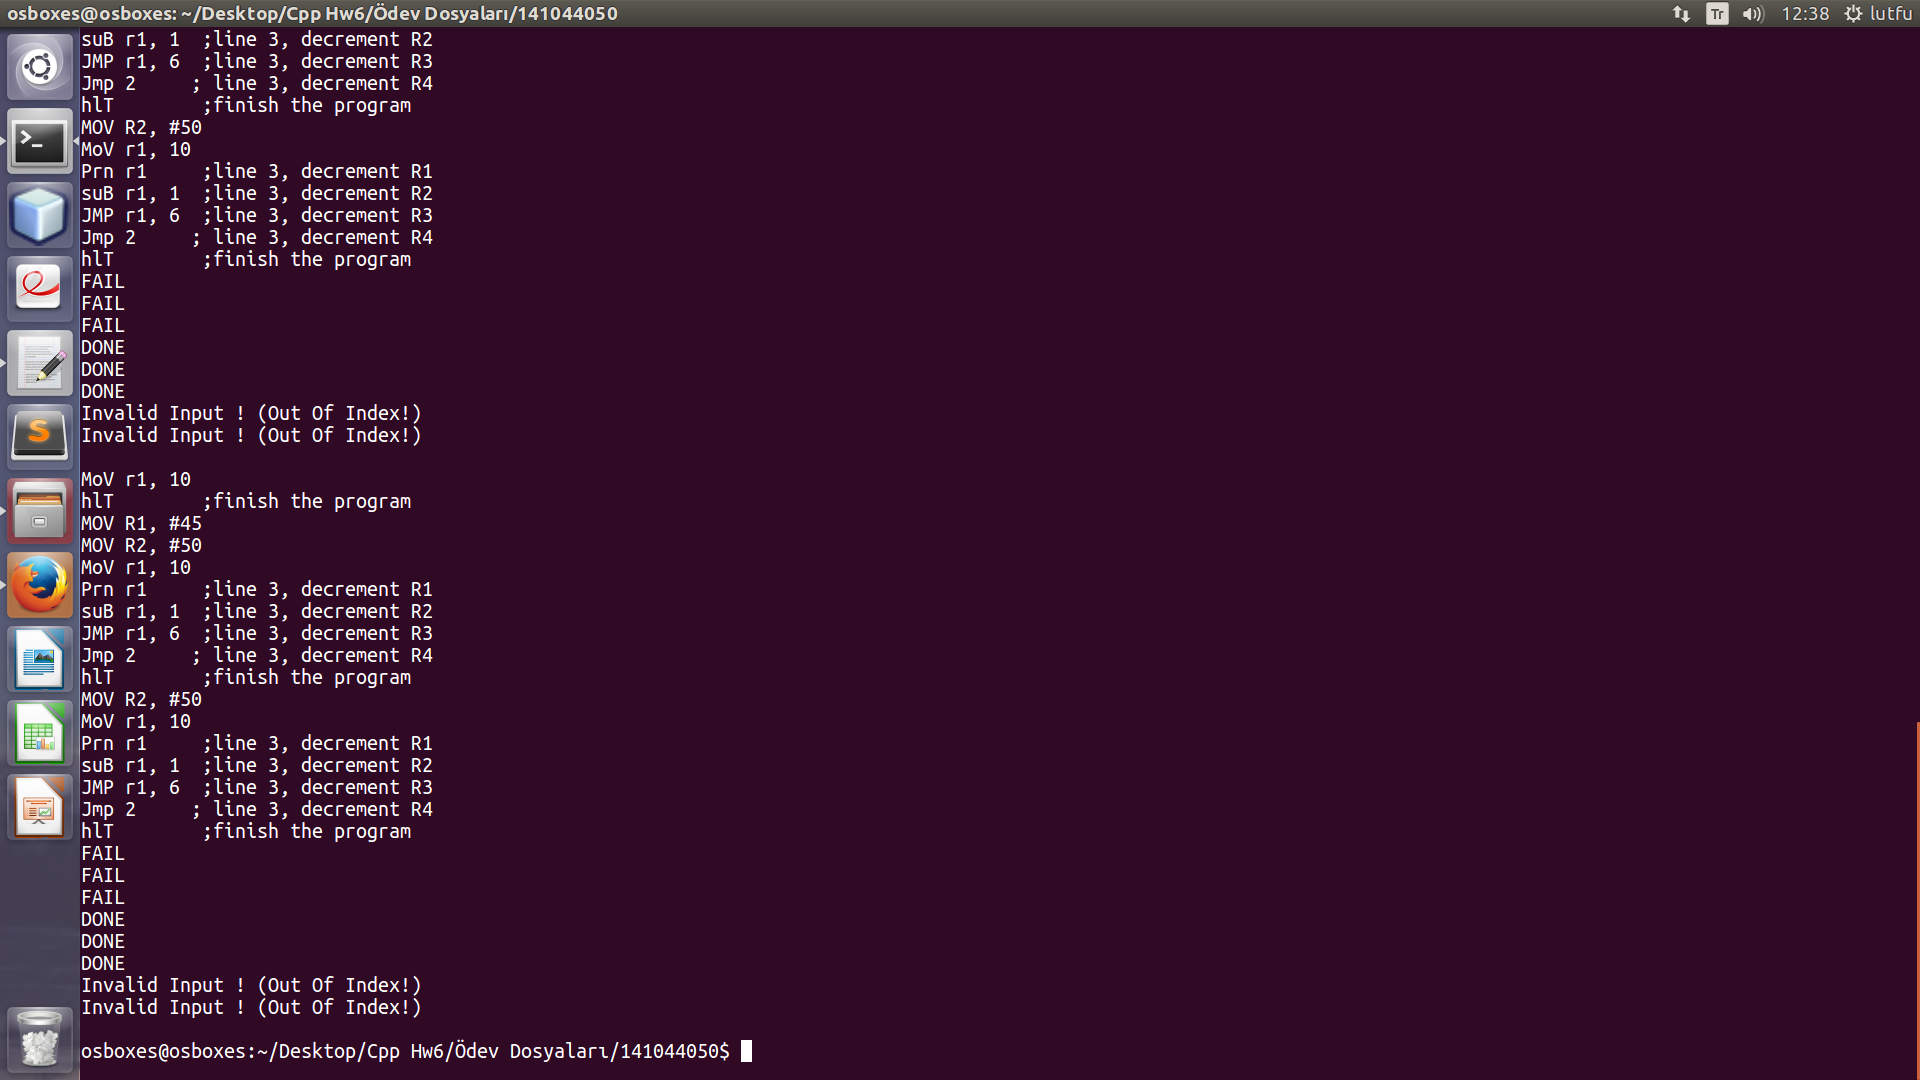 osboxes@osboxes: ~/Desktop/Cpp Hw6/Ödev Dosyaları/141044050
Tr
12:38
lutfu
suB r1, 1  ;line 3, decrement R2
JMP r1, 6  ;line 3, decrement R3
Jmp 2     ; line 3, decrement R4
hlT        ;finish the program
MOV R2, #50
MoV r1, 10
Prn r1     ;line 3, decrement R1
suB r1, 1  ;line 3, decrement R2
JMP r1, 6  ;line 3, decrement R3
Jmp 2     ; line 3, decrement R4
hlT        ;finish the program
FAIL
FAIL
FAIL
DONE
DONE
DONE
Invalid Input ! (Out Of Index!)
Invalid Input ! (Out Of Index!)
MoV r1, 10
hlT        ;finish the program
MOV R1, #45
MOV R2, #50
MoV r1, 10
Prn r1     ;line 3, decrement R1
suB r1, 1  ;line 3, decrement R2
JMP r1, 6  ;line 3, decrement R3
Jmp 2     ; line 3, decrement R4
hlT        ;finish the program
MOV R2, #50
MoV r1, 10
Prn r1     ;line 3, decrement R1
suB r1, 1  ;line 3, decrement R2
JMP r1, 6  ;line 3, decrement R3
Jmp 2     ; line 3, decrement R4
hlT        ;finish the program
FAIL
FAIL
FAIL
DONE
DONE
DONE
Invalid Input ! (Out Of Index!)
Invalid Input ! (Out Of Index!)
osboxes@osboxes:~/Desktop/Cpp Hw6/Ödev Dosyaları/141044050$